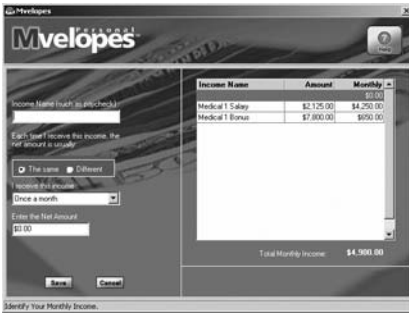 Mvelopes
Personal
Mvelopes
Help
Income Name (such as paycheck)
Each time I receive this income, the
net amount is usually:
The same Different
I receive this income:
Once a month
Enter the Net Amount
$0.00
Save Cancel
Income Name Amount Monthly
$0.00
Medical 1 Salary $2,125.00 $4,250.00
Medical 1 Bonus $7,800.00 $650.00
Total Monthly Income: $4,900.00
Identify Your Monthly Income.